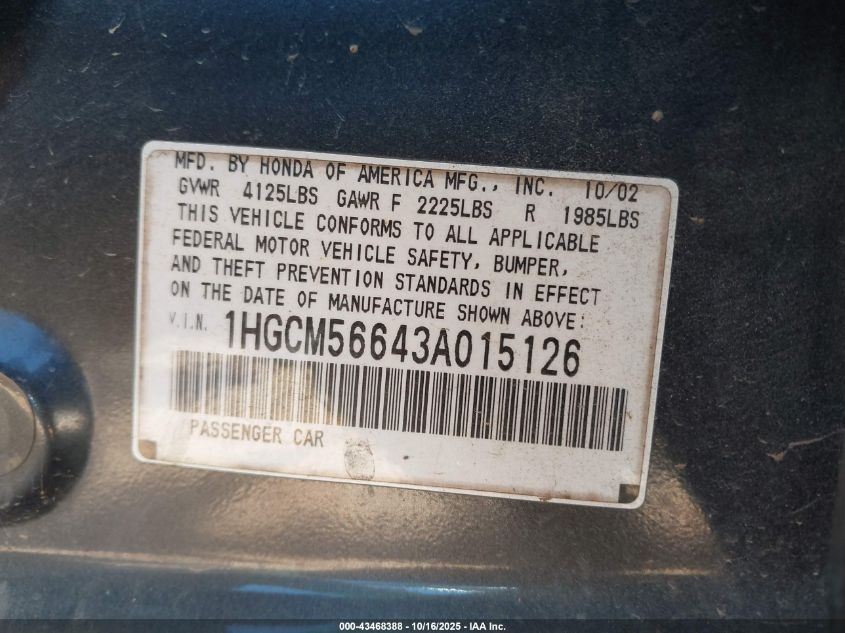 MFD. BY HONDA OF AMERICA MFG., INC. 10/02
GVWR 4125LBS GAWR F 2225LBS R 1985LBS
THIS VEHICLE CONFORMS TO ALL APPLICABLE
FEDERAL MOTOR VEHICLE SAFETY, BUMPER,
AND THEFT PREVENTION STANDARDS IN EFFECT
ON THE DATE OF MANUFACTURE SHOWN ABOVE:
V.I.N. 1HGCM56643A015126
PASSENGER CAR
000-43468388 - 10/16/2025 - IAA Inc.